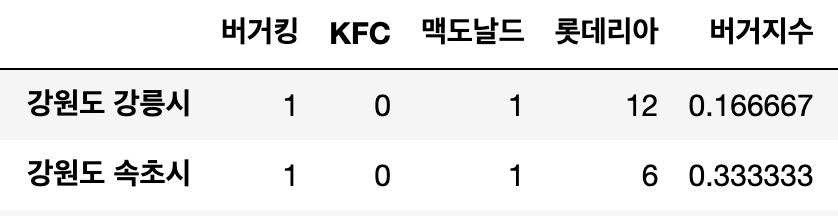 버거킹 KFC 맥도날드 롯데리아 버거지수
강원도 강릉시 1 0 1 12 0.166667
강원도 속초시 1 0 1 6 0.333333